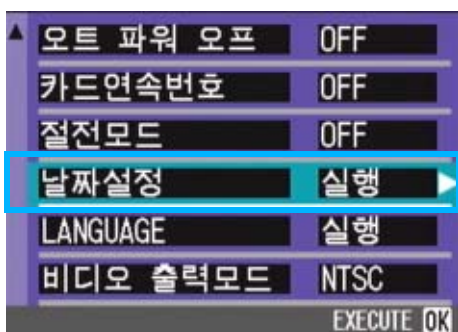 오트 파워 오프 OFF
카드연속번호 OFF
절전모드 OFF
날짜설정 실행
LANGUAGE 실행
비디오 출력모드 NTSC
EXECUTE OK